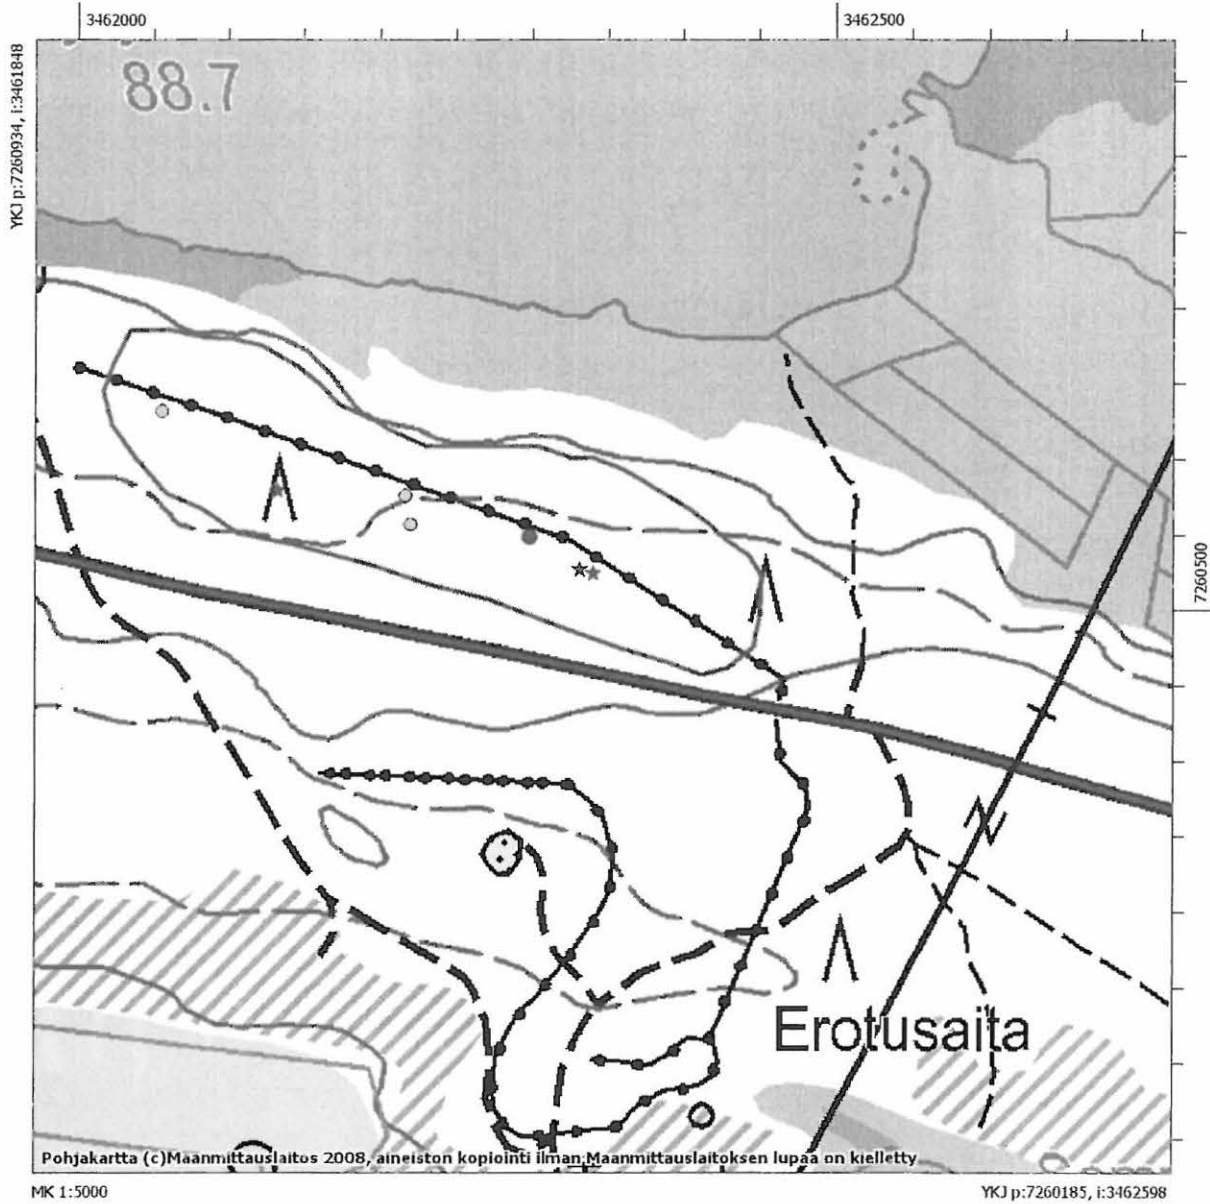 3462000
3462500
YKJ p:7260934, i:3461848
88.7
7260500
Erotusaita
Pohjakartta (c)Maanmittauslaitos 2008, aineiston kopiointi ilman Maanmittauslaitoksen lupaa on kielletty
MK 1:5000
YKJ p:7260185, i:3462598